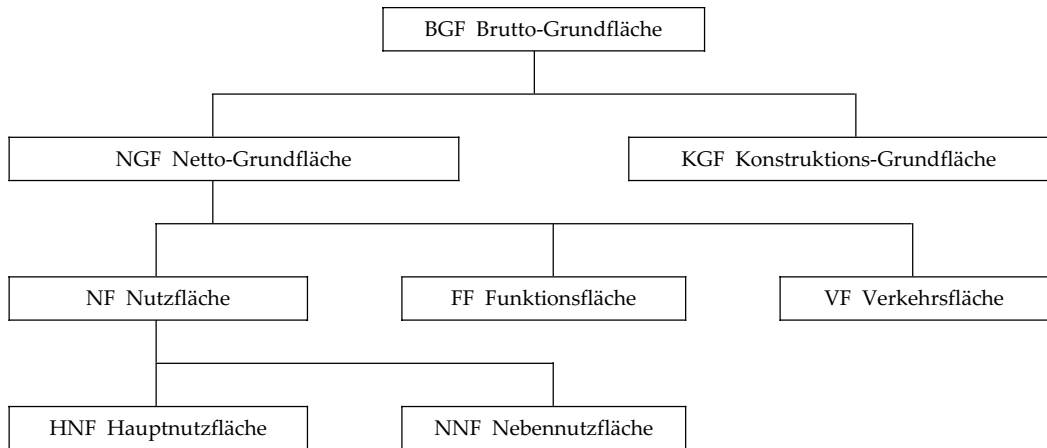 BGF Brutto-Grundfläche
NGF Netto-Grundfläche
KGF Konstruktions-Grundfläche
NF Nutzfläche
FF Funktionsfläche
VF Verkehrsfläche
HNF Hauptnutzfläche
NNF Nebennutzfläche